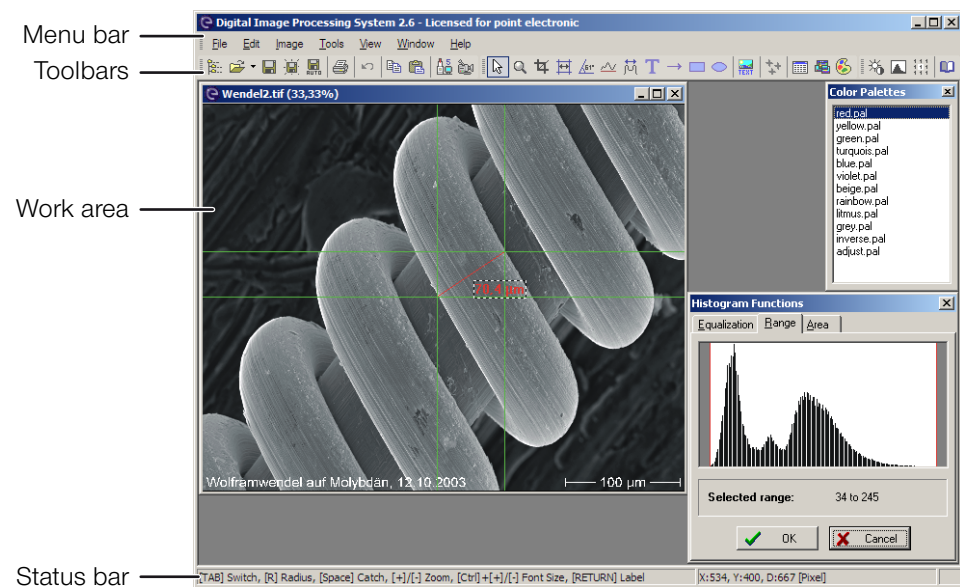 Digital Image Processing System 2.6 - Licensed for point electronic
Menu bar
File Edit Image Tools View Window Help
Toolbars
AUTO
TEXT
Wendel2.tif (33,33%)
Color Palettes
red.pal
yellow.pal
green.pal
turquois.pal
blue.pal
violet.pal
beige.pal
rainbow.pal
litmus.pal
grey.pal
inverse.pal
adjust.pal
Work area
Histogram Functions
Equalization Range Area
Selected range: 34 to 245
OK Cancel
Wolframwendel auf Molybdän, 12.10.2003
100 µm
Status bar
[TAB] Switch, [R] Radius, [Space] Catch, [+]/[-] Zoom, [Ctrl]+[+]/[-] Font Size, [RETURN] Label
X:534, Y:400, D:667 [Pixel]